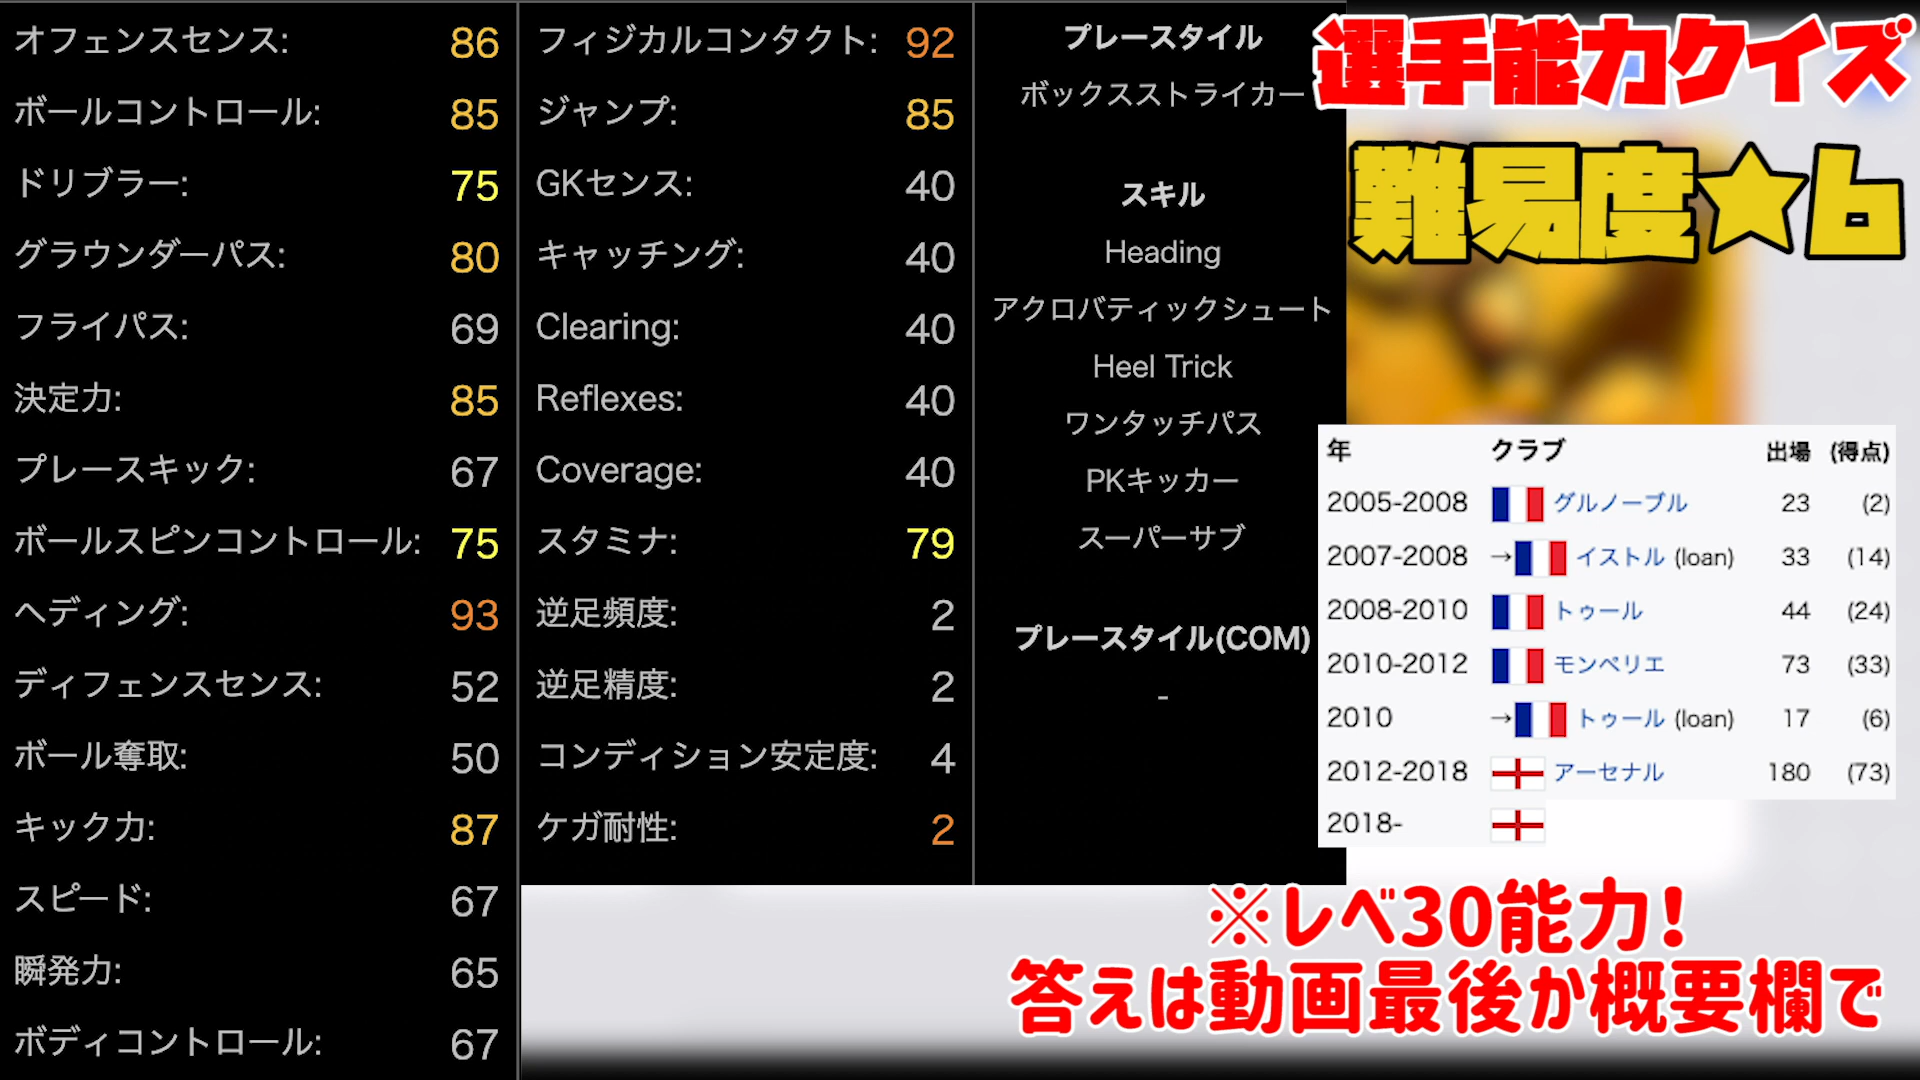 オフェンスセンス: 86
ボールコントロール: 85
ドリブラー: 75
グラウンダーパス: 80
フライパス: 69
決定力: 85
プレースキック: 67
ボールスピンコントロール: 75
ヘディング: 93
ディフェンスセンス: 52
ボール奪取: 50
キック力: 87
スピード: 67
瞬発力: 65
ボディコントロール: 67
フィジカルコンタクト: 92
ジャンプ: 85
GKセンス: 40
キャッチング: 40
Clearing: 40
Reflexes: 40
Coverage: 40
スタミナ: 79
逆足頻度: 2
逆足精度: 2
コンディション安定度: 4
ケガ耐性: 2
プレースタイル
ボックスストライカー
スキル
Heading
アクロバティックシュート
Heel Trick
ワンタッチパス
PKキッカー
スーパーサブ
プレースタイル(COM)
-
選手能力クイズ
難易度★6
年 クラブ 出場 (得点)
2005-2008 グルノーブル 23 (2)
2007-2008 →イストル (loan) 33 (14)
2008-2010 トゥール 44 (24)
2010-2012 モンペリエ 73 (33)
2010 →トゥール (loan) 17 (6)
2012-2018 アーセナル 180 (73)
2018-
※レベ30能力!
答えは動画最後か概要欄で